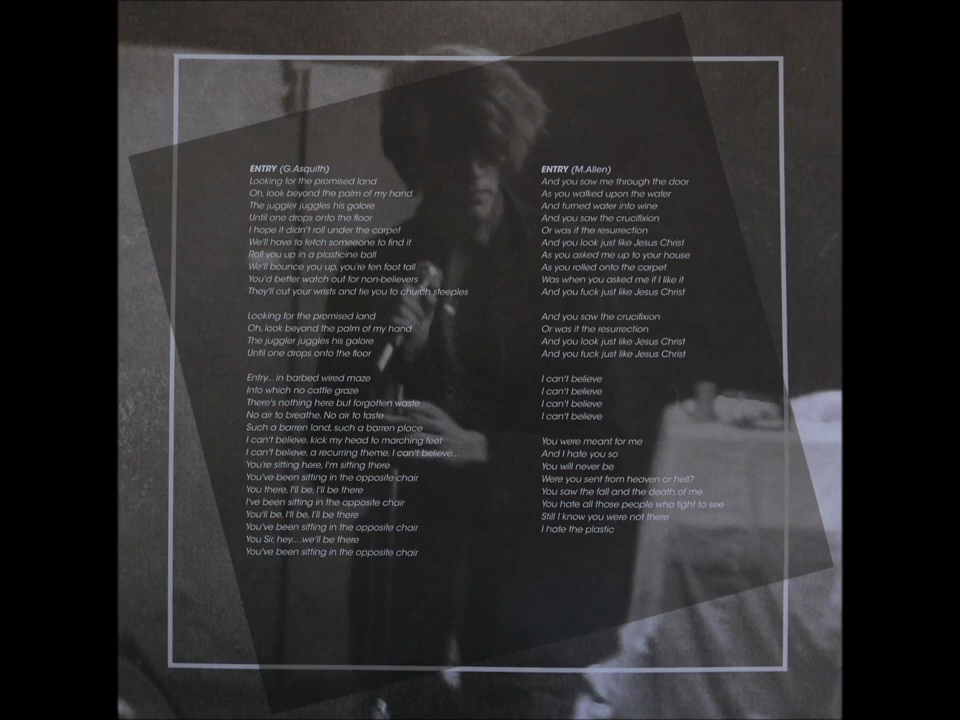 ENTRY (G.Asquith)
Looking for the promised land
Oh, look beyond the palm of my hand
The juggler juggles his galore
Until one drops onto the floor
I hope it didn't roll under the carpet
We'll have to fetch someeone to find it
Roll you up in a plasticine ball
We'll bounce you up, you're ten foot tall
You'd better watch out for non-believers
They'll cut your wrists and tie you to church steeples
Looking for the promised land
Oh, look beyond the palm of my hand
The juggler juggles his galore
Until one drops onto the floor
Entry... in barbed wired maze
Into which no cattle graze
There's nothing here but forgotten waste
No air to breathe, No air to taste
Such a barren land, such a barren place
I can't believe, kick my head to marching feet
I can't believe, a recurring theme, I can't believe...
You're sitting here, I'm sitting there
You've been sitting in the opposite chair
You there, I'll be, I'll be there
I've been sitting in the opposite chair
You'll be, I'll be, I'll be there
You've been sitting in the opposite chair
You Sir, hey....we'll be there
You've been sitting in the opposite chair
ENTRY (M.Allen)
And you saw me through the door
As you walked upon the water
And turned water into wine
And you saw the crucifixion
Or was it the resurrection
And you look just like Jesus Christ
As you asked me up to your house
As you rolled onto the carpet
Was when you asked me if I like it
And you fuck just like Jesus Christ
And you saw the crucifixion
Or was it the resurrection
And you look just like Jesus Christ
And you fuck just like Jesus Christ
I can't believe
I can't believe
I can't believe
I can't believe
You were meant for me
And I hate you so
You will never be
Were you sent from heaven or hell?
You saw the fall and the death of me
You hate all those people who fight to see
Still I know you were not there
I hate the plastic